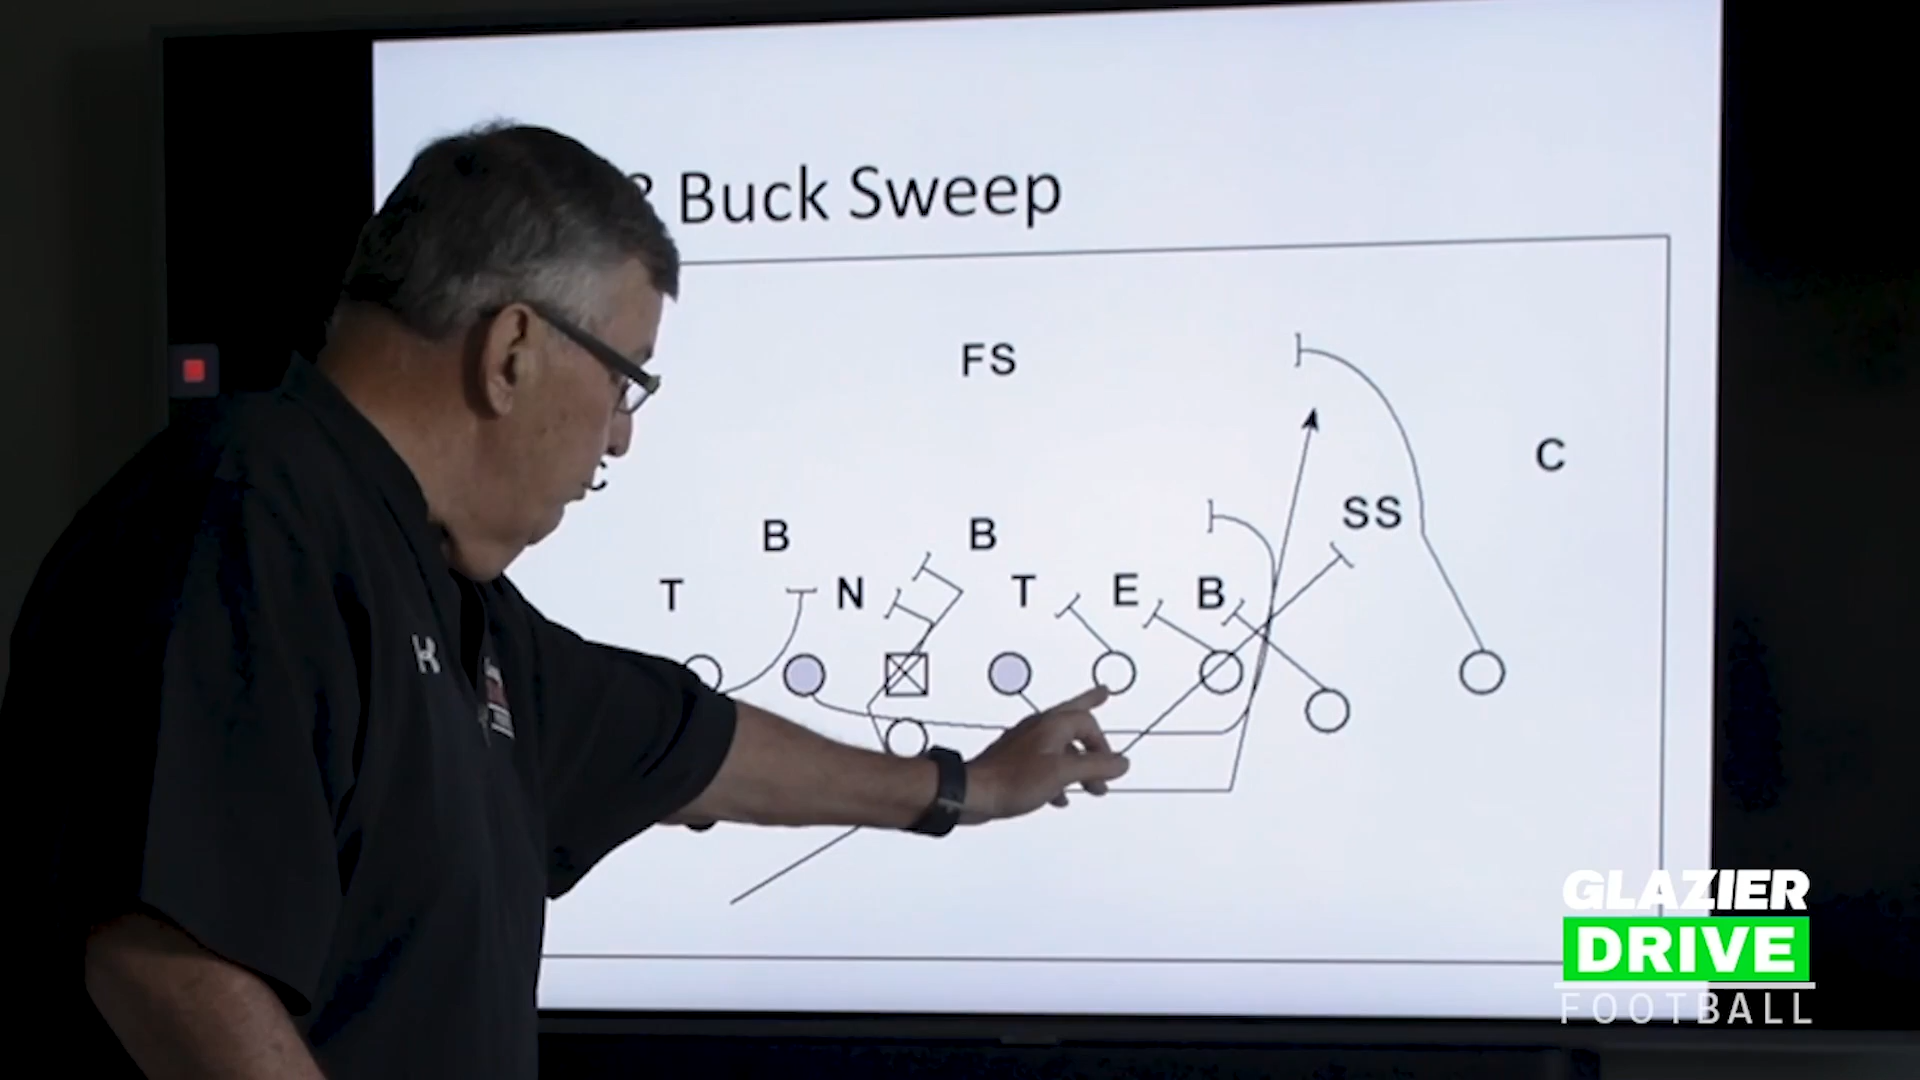 Buck Sweep
FS
C
SS
B B
T N T E B
GLAZIER
DRIVE
FOOTBALL